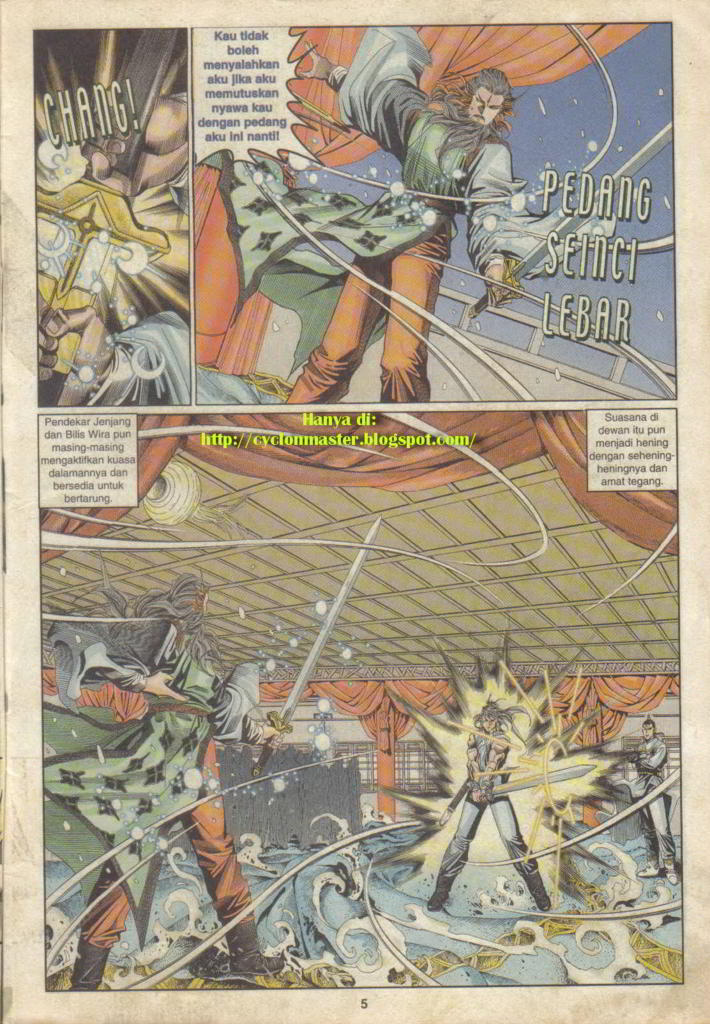 CHANG!
Kau tidak
boleh
menyalahkan
aku jika aku
memutuskan
nyawa kau
dengan pedang
aku ini nanti!
PEDANG
SEINCI
LEBAR
Pendekar Jenjang
dan Bilis Wira pun
masing-masing
mengaktifkan kuasa
dalamannya dan
bersedia untuk
bertarung.
Hanya di:
http://cyclonmaster.blogspot.com/
Suasana di
dewan itu pun
menjadi hening
dengan sehening-
heningnya dan
amat tegang.
5